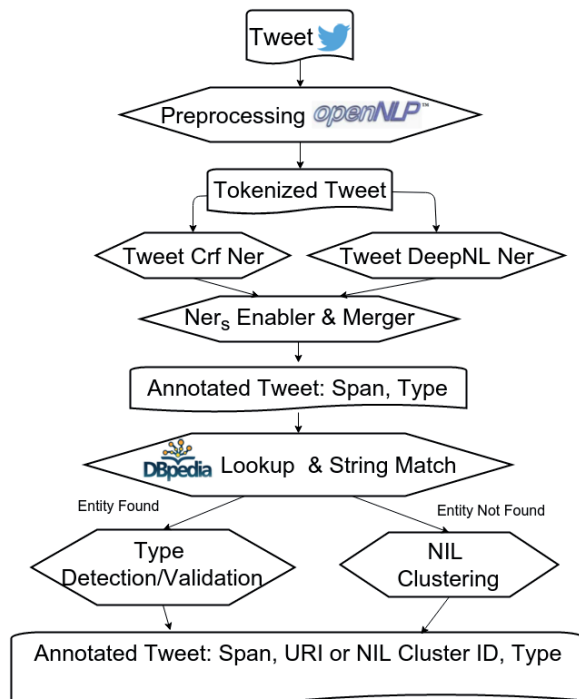 Tweet
Preprocessing openNLP™
Tokenized Tweet
Tweet Crf Ner
Tweet DeepNL Ner
Ners Enabler & Merger
Annotated Tweet: Span, Type
DBpedia Lookup & String Match
Entity Found
Entity Not Found
Type
Detection/Validation
NIL
Clustering
Annotated Tweet: Span, URI or NIL Cluster ID, Type